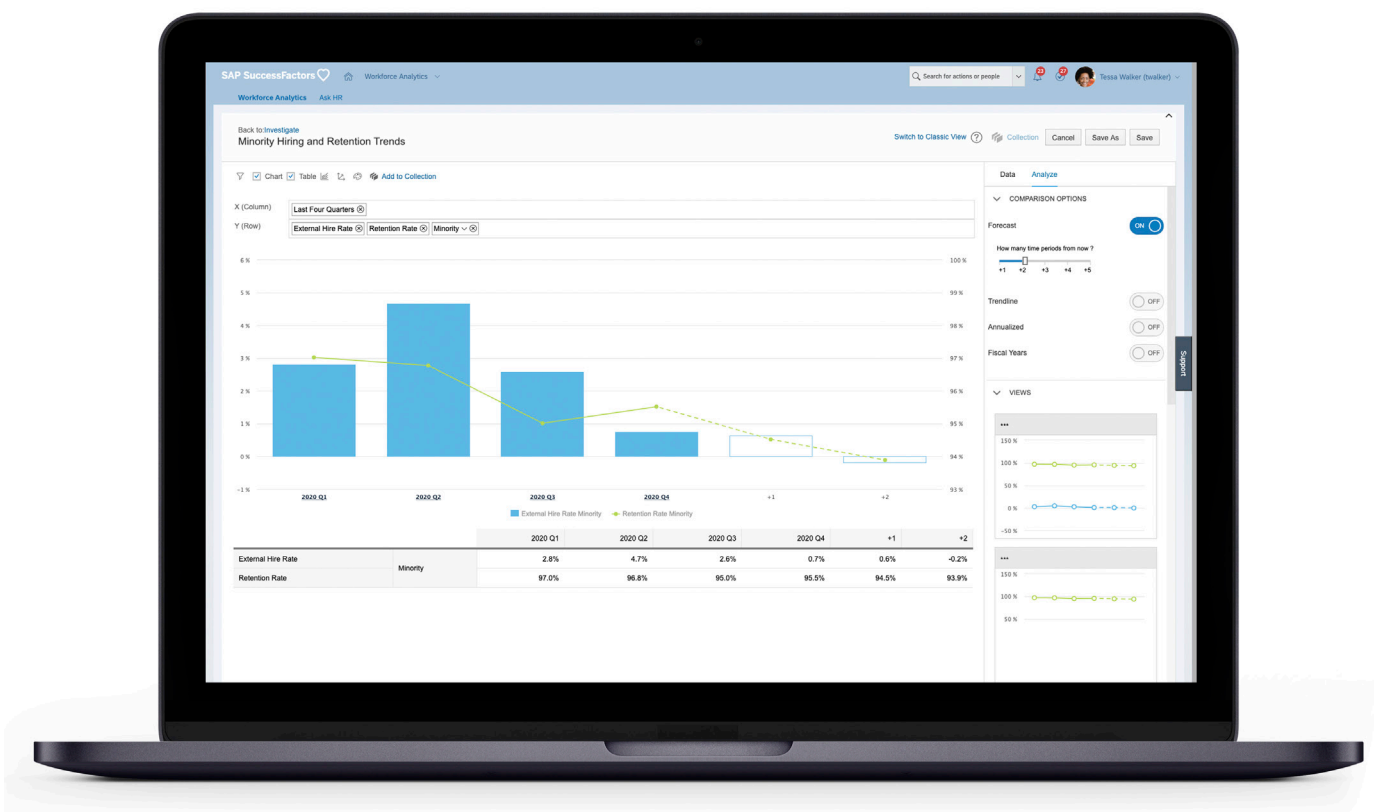 SAP SuccessFactors Workforce Analytics Search for actions or people 23 27 Tessa Walker (twalker)
Workforce Analytics Ask HR
Back to:Investigate
Minority Hiring and Retention Trends
Switch to Classic View ? Collection Cancel Save As Save
Chart Table Add to Collection
X (Column) Last Four Quarters
Y (Row) External Hire Rate Retention Rate Minority
6 % 100 %
5 % 99 %
4 % 98 %
3 % 97 %
2 % 96 %
1 % 95 %
0 % 94 %
-1 % 93 %
2020 Q1 2020 Q2 2020 Q3 2020 Q4 +1 +2
External Hire Rate Minority Retention Rate Minority
2020 Q1 2020 Q2 2020 Q3 2020 Q4 +1 +2
External Hire Rate Minority 2.8% 4.7% 2.6% 0.7% 0.6% -0.2%
Retention Rate 97.0% 96.8% 95.0% 95.5% 94.5% 93.9%
Data Analyze
COMPARISON OPTIONS
Forecast ON
How many time periods from now ?
+1 +2 +3 +4 +5
Trendline OFF
Annualized OFF
Fiscal Years OFF
VIEWS
•••
150 %
100 %
50 %
0 %
-50 %
•••
150 %
100 %
50 %
Support